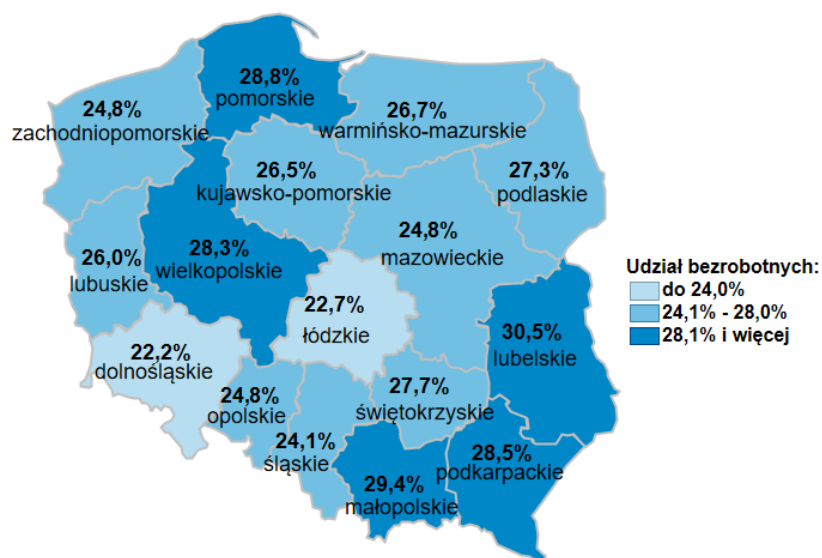 28,8%
pomorskie
24,8%
zachodniopomorskie
26,7%
warmińsko-mazurskie
26,5%
kujawsko-pomorskie
27,3%
podlaskie
24,8%
mazowieckie
26,0%
lubuskie
28,3%
wielkopolskie
Udział bezrobotnych:
do 24,0%
24,1% - 28,0%
28,1% i więcej
22,7%
łódzkie
30,5%
lubelskie
22,2%
dolnośląskie
24,8%
opolskie
27,7%
świętokrzyskie
24,1%
śląskie
28,5%
podkarpackie
29,4%
małopolskie